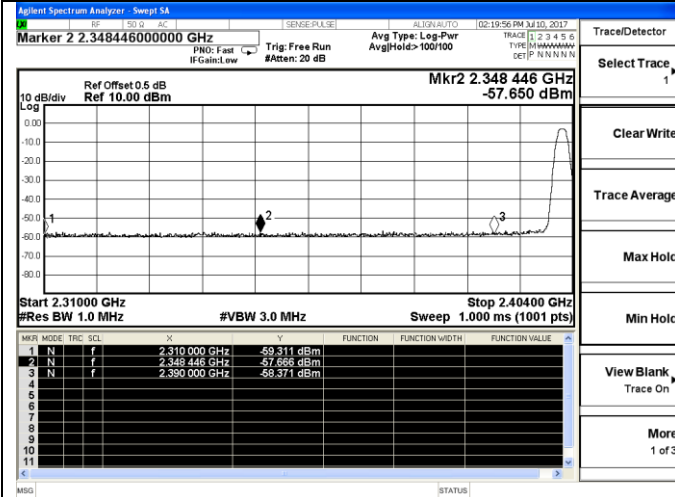 Agilent Spectrum Analyzer - Swept SA
RF 50 Ω AC SENSE:PULSE ALIGN AUTO 02:19:56 PM Jul 10, 2017
Marker 2 2.348446000000 GHz
PNO: Fast
IFGain:Low
Trig: Free Run
#Atten: 20 dB
Avg Type: Log-Pwr
Avg|Hold:> 100/100
TRACE 1 2 3 4 5 6
TYPE MWWWWW
DET P N N N N N
Trace/Detector
Select Trace
1
Clear Write
Trace Average
Max Hold
Min Hold
View Blank
Trace On
More
1 of 3
Mkr2 2.348 446 GHz
-57.650 dBm
Ref Offset 0.5 dB
10 dB/div Ref 10.00 dBm
Log
0.00
-10.0
-20.0
-30.0
-40.0
-50.0
-60.0
-70.0
-80.0
1
2
3
Start 2.31000 GHz Stop 2.40400 GHz
#Res BW 1.0 MHz #VBW 3.0 MHz Sweep 1.000 ms (1001 pts)
MKR MODE TRC SCL X Y FUNCTION FUNCTION WIDTH FUNCTION VALUE
1 N f 2.310 000 GHz -59.311 dBm
2 N f 2.348 446 GHz -57.666 dBm
3 N f 2.390 000 GHz -58.371 dBm
4
5
6
7
8
9
10
11
MSG STATUS